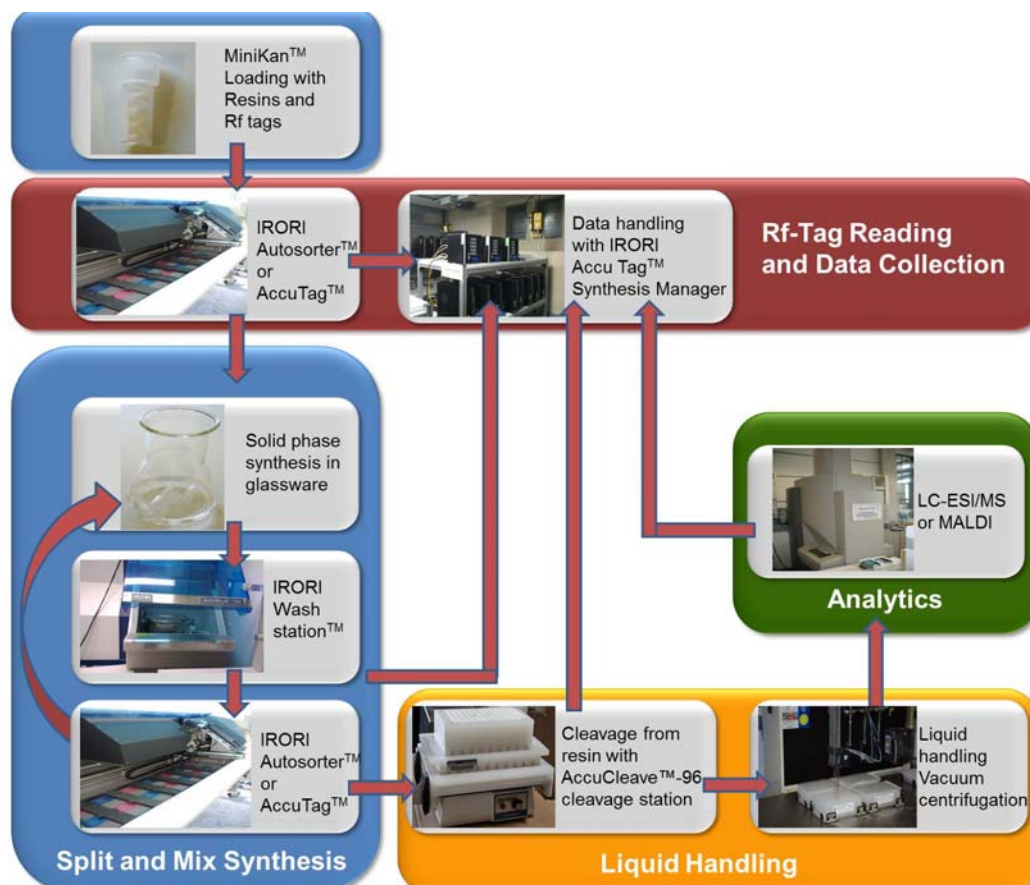 MiniKan™
Loading with
Resins and
Rf tags
IRORI
Autosorter™
or
AccuTag™
Data handling
with IRORI
Accu Tag™
Synthesis Manager
Rf-Tag Reading
and Data Collection
Solid phase
synthesis in
glassware
IRORI
Wash
station™
IRORI
Autosorter™
or
AccuTag™
Split and Mix Synthesis
LC-ESI/MS
or MALDI
Analytics
Cleavage from
resin with
AccuCleave™-96
cleavage station
Liquid
handling
Vacuum
centrifugation
Liquid Handling